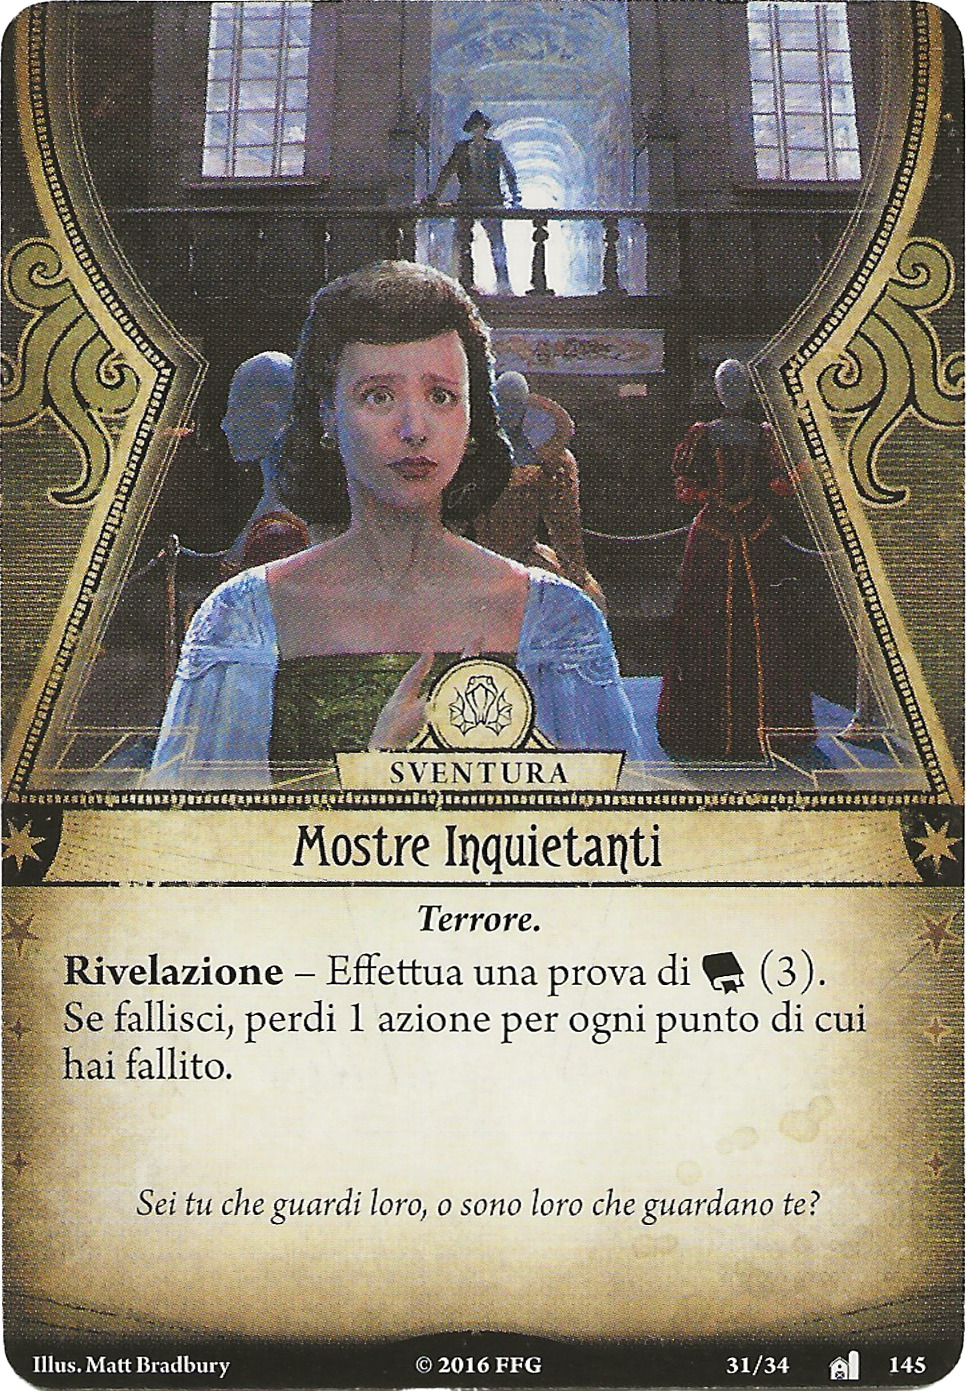 SVENTURA
Mostre Inquietanti
Terrore.
Rivelazione – Effettua una prova di (3).
Se fallisci, perdi 1 azione per ogni punto di cui
hai fallito.
Sei tu che guardi loro, o sono loro che guardano te?
Illus. Matt Bradbury © 2016 FFG 31/34 145